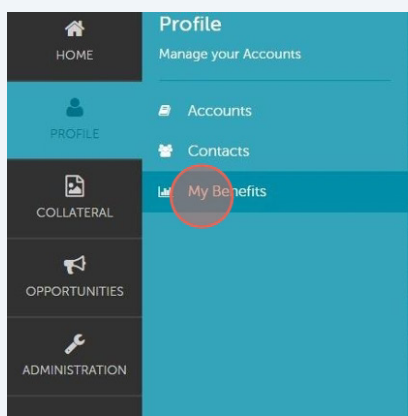 HOME
PROFILE
COLLATERAL
OPPORTUNITIES
ADMINISTRATION
Profile
Manage your Accounts
Accounts
Contacts
My Benefits